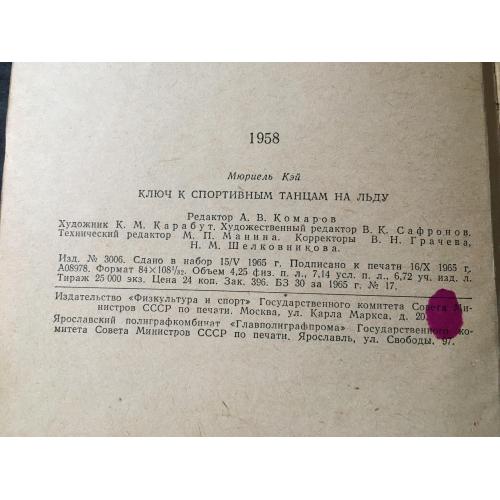 1958
Мюриель Кэй
КЛЮЧ К СПОРТИВНЫМ ТАНЦАМ НА ЛЬДУ
Редактор А. В. Комаров
Художник К. М. Карабут. Художественный редактор В. К. Сафронов.
Технический редактор М. П. Манина. Корректоры В. Н. Грачева,
Н. М. Шелковникова.
Изд. № 3006. Сдано в набор 15/V 1965 г. Подписано к печати 16/X 1965 г.
А08978. Формат 84×108¹/₃₂. Объем 4,25 физ. п. л., 7,14 усл. п. л., 6,72 уч. изд. л.
Тираж 25 000 экз. Цена 24 коп. Зак. 396. БЗ 30 за 1965 г. № 17.
Издательство «Физкультура и спорт» Государственного комитета Совета Ми-
нистров СССР по печати. Москва, ул. Карла Маркса, д. 20.
Ярославский полиграфкомбинат «Главполиграфпрома» Государственного ко-
митета Совета Министров СССР по печати. Ярославль, ул. Свободы, 97.